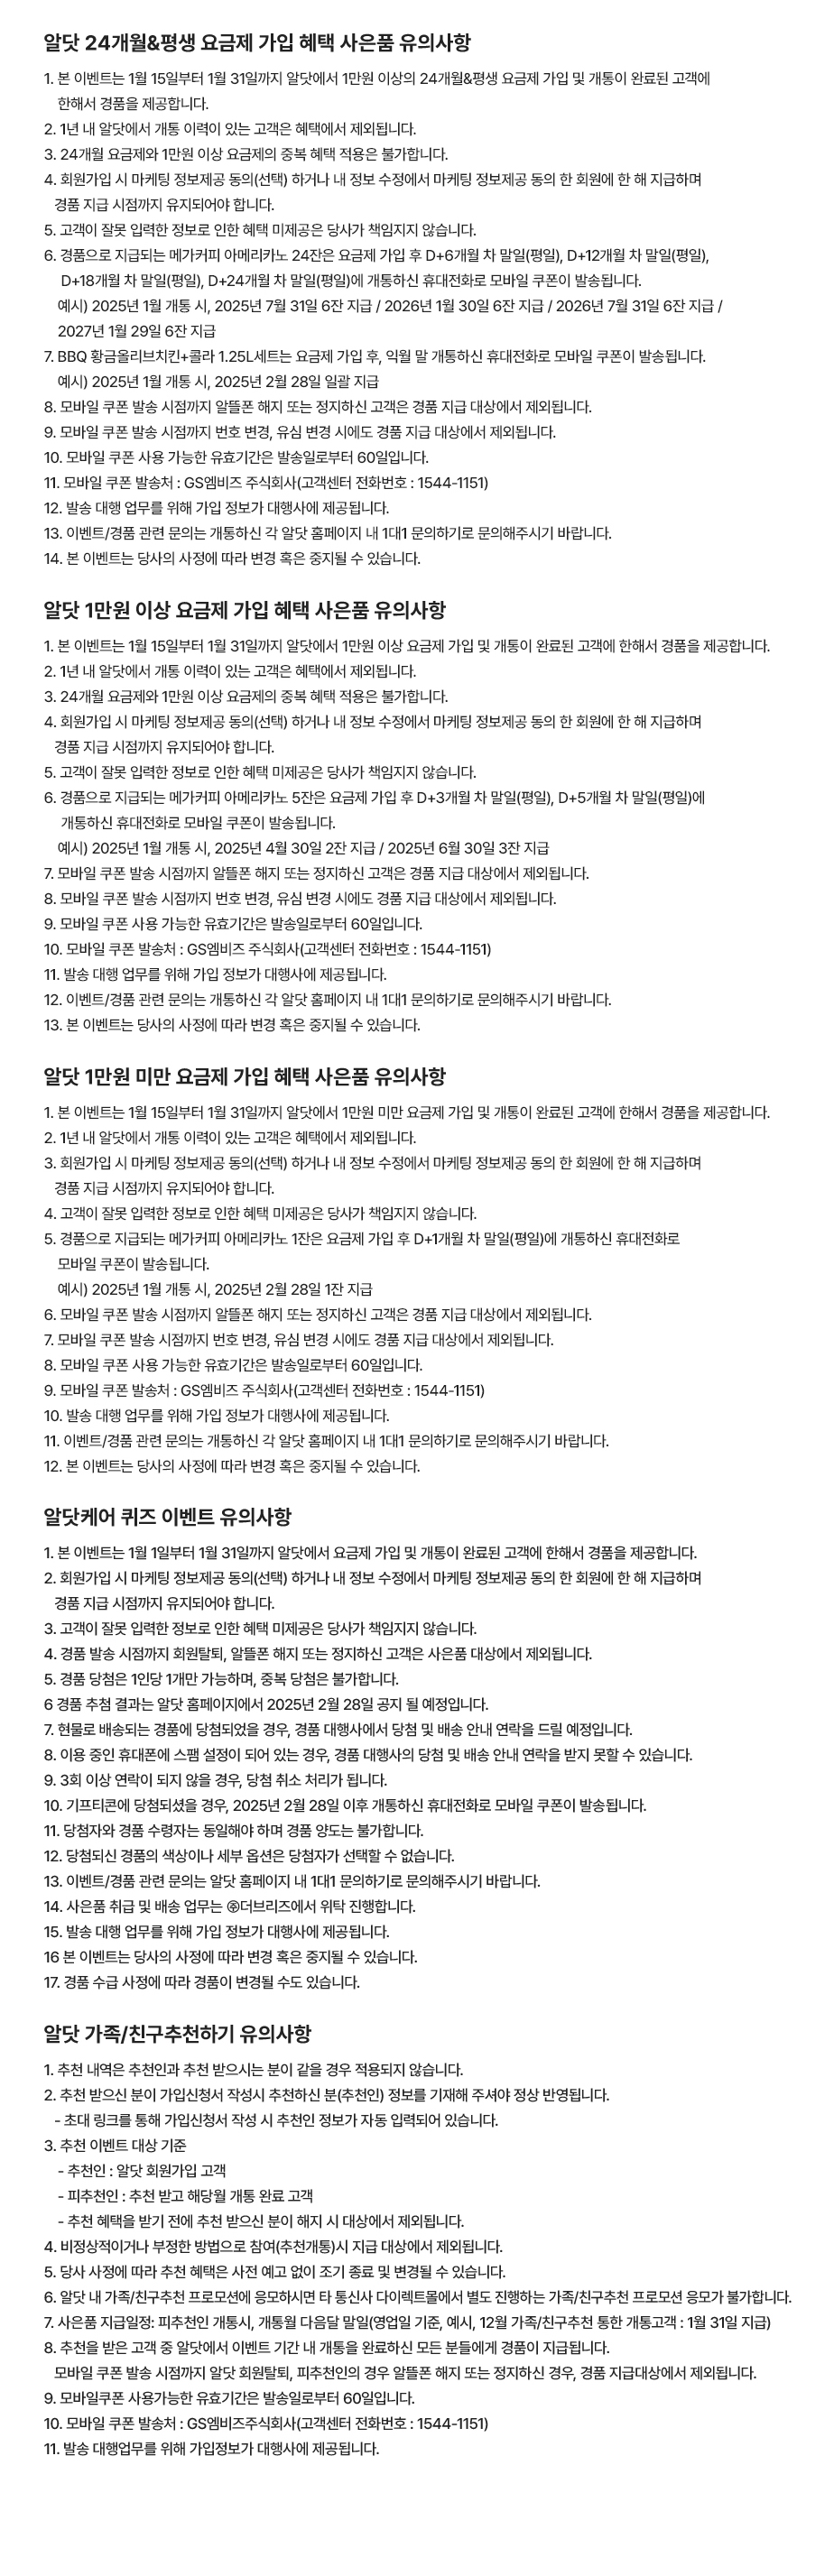 알닷 24개월&평생 요금제 가입 혜택 사은품 유의사항
1. 본 이벤트는 1월 15일부터 1월 31일까지 알닷에서 1만원 이상의 24개월&평생 요금제 가입 및 개통이 완료된 고객에
한해서 경품을 제공합니다.
2. 1년 내 알닷에서 개통 이력이 있는 고객은 혜택에서 제외됩니다.
3. 24개월 요금제와 1만원 이상 요금제의 중복 혜택 적용은 불가합니다.
4. 회원가입 시 마케팅 정보제공 동의(선택) 하거나 내 정보 수정에서 마케팅 정보제공 동의 한 회원에 한 해 지급하며
경품 지급 시점까지 유지되어야 합니다.
5. 고객이 잘못 입력한 정보로 인한 혜택 미제공은 당사가 책임지지 않습니다.
6. 경품으로 지급되는 메가커피 아메리카노 24잔은 요금제 가입 후 D+6개월 차 말일(평일), D+12개월 차 말일(평일),
D+18개월 차 말일(평일), D+24개월 차 말일(평일)에 개통하신 휴대전화로 모바일 쿠폰이 발송됩니다.
예시) 2025년 1월 개통 시, 2025년 7월 31일 6잔 지급 / 2026년 1월 30일 6잔 지급 / 2026년 7월 31일 6잔 지급 /
2027년 1월 29일 6잔 지급
7. BBQ 황금올리브치킨+콜라 1.25L세트는 요금제 가입 후, 익월 말 개통하신 휴대전화로 모바일 쿠폰이 발송됩니다.
예시) 2025년 1월 개통 시, 2025년 2월 28일 일괄 지급
8. 모바일 쿠폰 발송 시점까지 알뜰폰 해지 또는 정지하신 고객은 경품 지급 대상에서 제외됩니다.
9. 모바일 쿠폰 발송 시점까지 번호 변경, 유심 변경 시에도 경품 지급 대상에서 제외됩니다.
10. 모바일 쿠폰 사용 가능한 유효기간은 발송일로부터 60일입니다.
11. 모바일 쿠폰 발송처 : GS엠비즈 주식회사(고객센터 전화번호 : 1544-1151)
12. 발송 대행 업무를 위해 가입 정보가 대행사에 제공됩니다.
13. 이벤트/경품 관련 문의는 개통하신 각 알닷 홈페이지 내 1대1 문의하기로 문의해주시기 바랍니다.
14. 본 이벤트는 당사의 사정에 따라 변경 혹은 중지될 수 있습니다.
알닷 1만원 이상 요금제 가입 혜택 사은품 유의사항
1. 본 이벤트는 1월 15일부터 1월 31일까지 알닷에서 1만원 이상 요금제 가입 및 개통이 완료된 고객에 한해서 경품을 제공합니다.
2. 1년 내 알닷에서 개통 이력이 있는 고객은 혜택에서 제외됩니다.
3. 24개월 요금제와 1만원 이상 요금제의 중복 혜택 적용은 불가합니다.
4. 회원가입 시 마케팅 정보제공 동의(선택) 하거나 내 정보 수정에서 마케팅 정보제공 동의 한 회원에 한 해 지급하며
경품 지급 시점까지 유지되어야 합니다.
5. 고객이 잘못 입력한 정보로 인한 혜택 미제공은 당사가 책임지지 않습니다.
6. 경품으로 지급되는 메가커피 아메리카노 5잔은 요금제 가입 후 D+3개월 차 말일(평일), D+5개월 차 말일(평일)에
개통하신 휴대전화로 모바일 쿠폰이 발송됩니다.
예시) 2025년 1월 개통 시, 2025년 4월 30일 2잔 지급 / 2025년 6월 30일 3잔 지급
7. 모바일 쿠폰 발송 시점까지 알뜰폰 해지 또는 정지하신 고객은 경품 지급 대상에서 제외됩니다.
8. 모바일 쿠폰 발송 시점까지 번호 변경, 유심 변경 시에도 경품 지급 대상에서 제외됩니다.
9. 모바일 쿠폰 사용 가능한 유효기간은 발송일로부터 60일입니다.
10. 모바일 쿠폰 발송처 : GS엠비즈 주식회사(고객센터 전화번호 : 1544-1151)
11. 발송 대행 업무를 위해 가입 정보가 대행사에 제공됩니다.
12. 이벤트/경품 관련 문의는 개통하신 각 알닷 홈페이지 내 1대1 문의하기로 문의해주시기 바랍니다.
13. 본 이벤트는 당사의 사정에 따라 변경 혹은 중지될 수 있습니다.
알닷 1만원 미만 요금제 가입 혜택 사은품 유의사항
1. 본 이벤트는 1월 15일부터 1월 31일까지 알닷에서 1만원 미만 요금제 가입 및 개통이 완료된 고객에 한해서 경품을 제공합니다.
2. 1년 내 알닷에서 개통 이력이 있는 고객은 혜택에서 제외됩니다.
3. 회원가입 시 마케팅 정보제공 동의(선택) 하거나 내 정보 수정에서 마케팅 정보제공 동의 한 회원에 한 해 지급하며
경품 지급 시점까지 유지되어야 합니다.
4. 고객이 잘못 입력한 정보로 인한 혜택 미제공은 당사가 책임지지 않습니다.
5. 경품으로 지급되는 메가커피 아메리카노 1잔은 요금제 가입 후 D+1개월 차 말일(평일)에 개통하신 휴대전화로
모바일 쿠폰이 발송됩니다.
예시) 2025년 1월 개통 시, 2025년 2월 28일 1잔 지급
6. 모바일 쿠폰 발송 시점까지 알뜰폰 해지 또는 정지하신 고객은 경품 지급 대상에서 제외됩니다.
7. 모바일 쿠폰 발송 시점까지 번호 변경, 유심 변경 시에도 경품 지급 대상에서 제외됩니다.
8. 모바일 쿠폰 사용 가능한 유효기간은 발송일로부터 60일입니다.
9. 모바일 쿠폰 발송처 : GS엠비즈 주식회사(고객센터 전화번호 : 1544-1151)
10. 발송 대행 업무를 위해 가입 정보가 대행사에 제공됩니다.
11. 이벤트/경품 관련 문의는 개통하신 각 알닷 홈페이지 내 1대1 문의하기로 문의해주시기 바랍니다.
12. 본 이벤트는 당사의 사정에 따라 변경 혹은 중지될 수 있습니다.
알닷케어 퀴즈 이벤트 유의사항
1. 본 이벤트는 1월 1일부터 1월 31일까지 알닷에서 요금제 가입 및 개통이 완료된 고객에 한해서 경품을 제공합니다.
2. 회원가입 시 마케팅 정보제공 동의(선택) 하거나 내 정보 수정에서 마케팅 정보제공 동의 한 회원에 한 해 지급하며
경품 지급 시점까지 유지되어야 합니다.
3. 고객이 잘못 입력한 정보로 인한 혜택 미제공은 당사가 책임지지 않습니다.
4. 경품 발송 시점까지 회원탈퇴, 알뜰폰 해지 또는 정지하신 고객은 사은품 대상에서 제외됩니다.
5. 경품 당첨은 1인당 1개만 가능하며, 중복 당첨은 불가합니다.
6 경품 추첨 결과는 알닷 홈페이지에서 2025년 2월 28일 공지 될 예정입니다.
7. 현물로 배송되는 경품에 당첨되었을 경우, 경품 대행사에서 당첨 및 배송 안내 연락을 드릴 예정입니다.
8. 이용 중인 휴대폰에 스팸 설정이 되어 있는 경우, 경품 대행사의 당첨 및 배송 안내 연락을 받지 못할 수 있습니다.
9. 3회 이상 연락이 되지 않을 경우, 당첨 취소 처리가 됩니다.
10. 기프티콘에 당첨되셨을 경우, 2025년 2월 28일 이후 개통하신 휴대전화로 모바일 쿠폰이 발송됩니다.
11. 당첨자와 경품 수령자는 동일해야 하며 경품 양도는 불가합니다.
12. 당첨되신 경품의 색상이나 세부 옵션은 당첨자가 선택할 수 없습니다.
13. 이벤트/경품 관련 문의는 알닷 홈페이지 내 1대1 문의하기로 문의해주시기 바랍니다.
14. 사은품 취급 및 배송 업무는 ㈜더브리즈에서 위탁 진행합니다.
15. 발송 대행 업무를 위해 가입 정보가 대행사에 제공됩니다.
16 본 이벤트는 당사의 사정에 따라 변경 혹은 중지될 수 있습니다.
17. 경품 수급 사정에 따라 경품이 변경될 수도 있습니다.
알닷 가족/친구추천하기 유의사항
1. 추천 내역은 추천인과 추천 받으시는 분이 같을 경우 적용되지 않습니다.
2. 추천 받으신 분이 가입신청서 작성시 추천하신 분(추천인) 정보를 기재해 주셔야 정상 반영됩니다.
- 초대 링크를 통해 가입신청서 작성 시 추천인 정보가 자동 입력되어 있습니다.
3. 추천 이벤트 대상 기준
- 추천인 : 알닷 회원가입 고객
- 피추천인 : 추천 받고 해당월 개통 완료 고객
- 추천 혜택을 받기 전에 추천 받으신 분이 해지 시 대상에서 제외됩니다.
4. 비정상적이거나 부정한 방법으로 참여(추천개통)시 지급 대상에서 제외됩니다.
5. 당사 사정에 따라 추천 혜택은 사전 예고 없이 조기 종료 및 변경될 수 있습니다.
6. 알닷 내 가족/친구추천 프로모션에 응모하시면 타 통신사 다이렉트몰에서 별도 진행하는 가족/친구추천 프로모션 응모가 불가합니다.
7. 사은품 지급일정: 피추천인 개통시, 개통월 다음달 말일(영업일 기준, 예시, 12월 가족/친구추천 통한 개통고객 : 1월 31일 지급)
8. 추천을 받은 고객 중 알닷에서 이벤트 기간 내 개통을 완료하신 모든 분들에게 경품이 지급됩니다.
모바일 쿠폰 발송 시점까지 알닷 회원탈퇴, 피추천인의 경우 알뜰폰 해지 또는 정지하신 경우, 경품 지급대상에서 제외됩니다.
9. 모바일쿠폰 사용가능한 유효기간은 발송일로부터 60일입니다.
10. 모바일 쿠폰 발송처 : GS엠비즈주식회사(고객센터 전화번호 : 1544-1151)
11. 발송 대행업무를 위해 가입정보가 대행사에 제공됩니다.